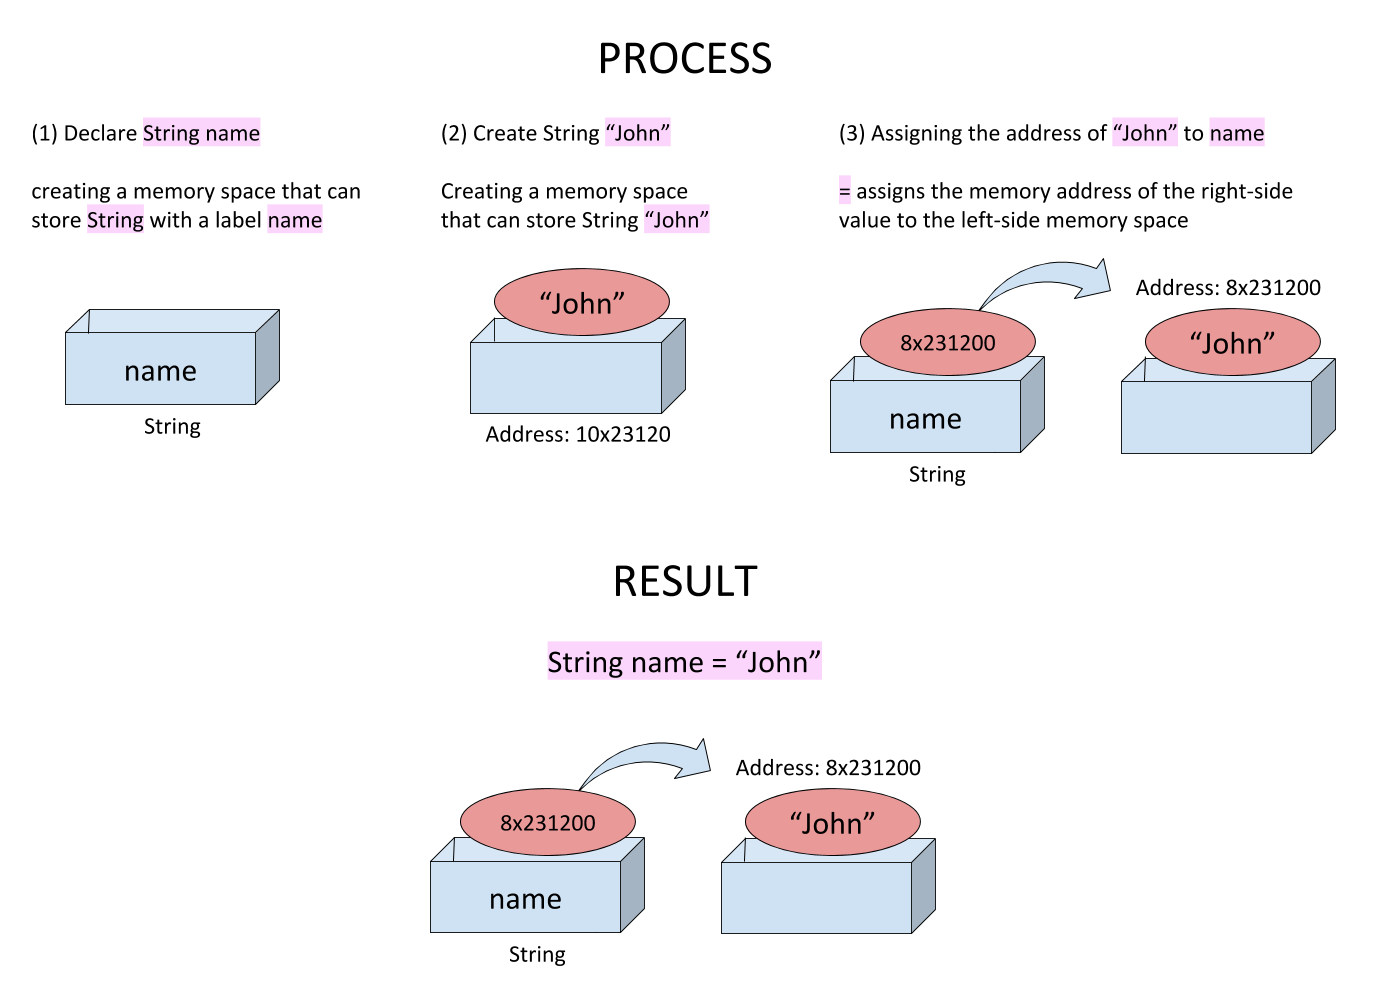 PROCESS
(1) Declare String name
creating a memory space that can
store String with a label name
name
String
(2) Create String “John”
Creating a memory space
that can store String “John”
“John”
Address: 10x23120
(3) Assigning the address of “John” to name
= assigns the memory address of the right-side
value to the left-side memory space
Address: 8x231200
8x231200
“John”
name
String
RESULT
String name = “John”
Address: 8x231200
8x231200
“John”
name
String